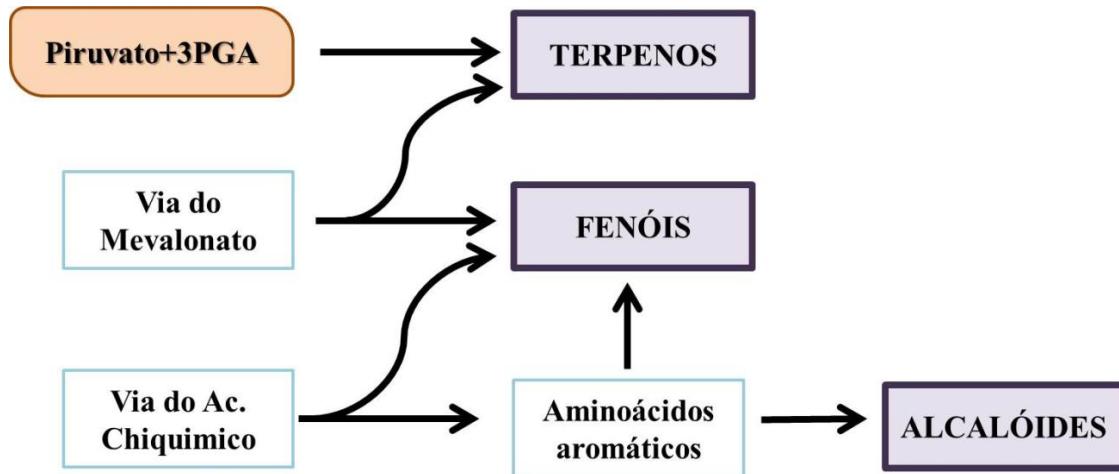 Piruvato+3PGA
TERPENOS
Via do
Mevalonato
FENÓIS
Via do Ac.
Chiquimico
Aminoácidos
aromáticos
ALCALÓIDES